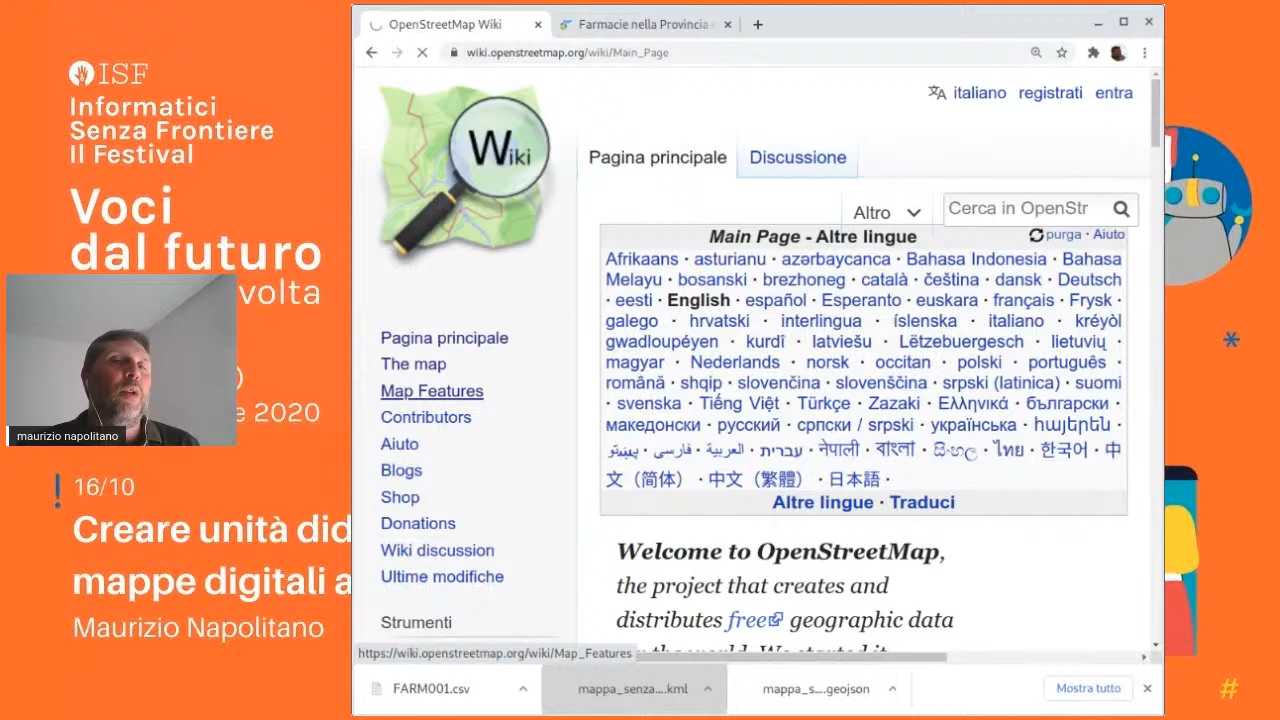 ISF
Informatici
Senza Frontiere
Il Festival
Voci
dal futuro
volta
)
e 2020
maurizio napolitano
16/10
Creare unità did
mappe digitali a
Maurizio Napolitano
OpenStreetMap Wiki
Farmacie nella Provincia
wiki.openstreetmap.org/wiki/Main_Page
italiano registrati entra
Wiki
Pagina principale Discussione
Altro Cerca in OpenStr
Main Page - Altre lingue purga · Aiuto
Afrikaans · asturianu · azərbaycanca · Bahasa Indonesia · Bahasa
Melayu · bosanski · brezhoneg · català · čeština · dansk · Deutsch
· eesti · English · español · Esperanto · euskara · français · Frysk ·
galego · hrvatski · interlingua · íslenska · italiano · kréyòl
gwadloupéyen · kurdî · latviešu · Lëtzebuergesch · lietuvių ·
magyar · Nederlands · norsk · occitan · polski · português ·
română · shqip · slovenčina · slovenščina · srpski (latinica) · suomi
· svenska · Tiếng Việt · Türkçe · Zazaki · Ελληνικά · български ·
македонски · русский · српски / srpski · українська · հայերեն ·
پښتو · فارسی · العربية · עברית · नेपाली · বাংলা · සිංහල · ไทย · 한국어 · 中
文（简体） · 中文（繁體） · 日本語 ·
Altre lingue · Traduci
Pagina principale
The map
Map Features
Contributors
Aiuto
Blogs
Shop
Donations
Wiki discussion
Ultime modifiche
Strumenti
Welcome to OpenStreetMap,
the project that creates and
distributes free geographic data
the world. We started it
https://wiki.openstreetmap.org/wiki/Map_Features
FARM001.csv mappa_senza....kml mappa_s....geojson Mostra tutto
#